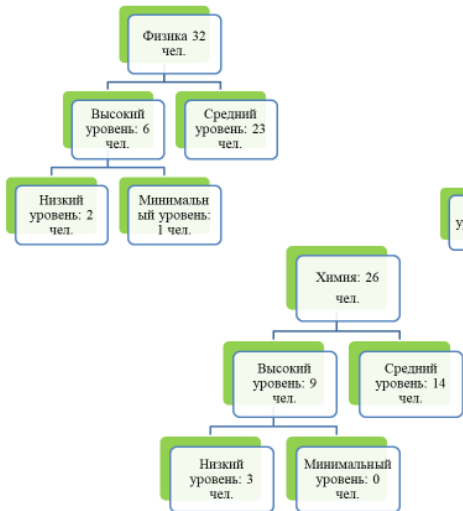 Физика 32
чел.
Высокий
уровень: 6
чел.
Средний
уровень: 23
чел.
Низкий
уровень: 2
чел.
Минимальн
ый уровень:
1 чел.
Химия: 26
чел.
Высокий
уровень: 9
чел.
Средний
уровень: 14
чел.
Низкий
уровень: 3
чел.
Минимальный
уровень: 0
чел.